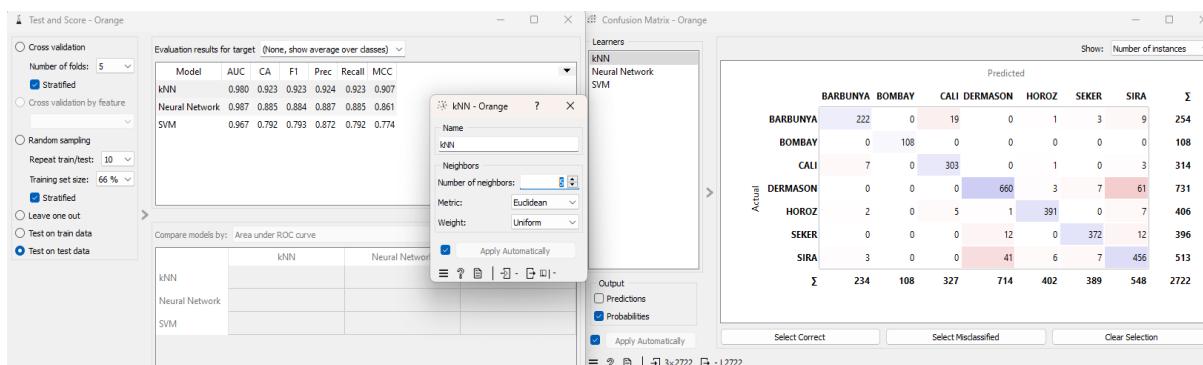 Test and Score - Orange
Cross validation
Number of folds: 5
Stratified
Cross validation by feature
Random sampling
Repeat train/test: 10
Training set size: 66 %
Stratified
Leave one out
Test on train data
Test on test data
Evaluation results for target (None, show average over classes)
Model AUC CA F1 Prec Recall MCC
kNN 0.980 0.923 0.923 0.924 0.923 0.907
Neural Network 0.987 0.885 0.884 0.887 0.885 0.861
SVM 0.967 0.792 0.793 0.872 0.792 0.774
Compare models by: Area under ROC curve
kNN Neural Network
kNN
Neural Network
SVM
kNN - Orange ? ×
Name
kNN
Neighbors
Number of neighbors: 5
Metric: Euclidean
Weight: Uniform
Apply Automatically
Confusion Matrix - Orange
Learners
kNN
Neural Network
SVM
Output
Predictions
Probabilities
Apply Automatically
3×2722 - | 2722
Show: Number of instances
Predicted
BARBUNYA BOMBAY CALI DERMASON HOROZ SEKER SIRA Σ
Actual
BARBUNYA 222 0 19 0 1 3 9 254
BOMBAY 0 108 0 0 0 0 0 108
CALI 7 0 303 0 1 0 3 314
DERMASON 0 0 0 660 3 7 61 731
HOROZ 2 0 5 1 391 0 7 406
SEKER 0 0 0 12 0 372 12 396
SIRA 3 0 0 41 6 7 456 513
Σ 234 108 327 714 402 389 548 2722
Select Correct Select Misclassified Clear Selection